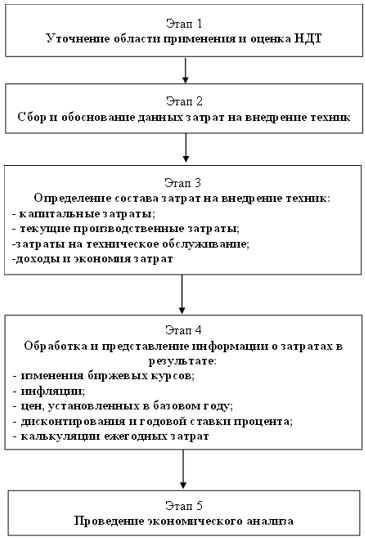 Этап 1
Уточнение области применения и оценка НДТ
Этап 2
Сбор и обоснование данных затрат на внедрение техник
Этап 3
Определение состава затрат на внедрение техник:
- капитальные затраты;
- текущие производственные затраты;
-затраты на техническое обслуживание;
-доходы и экономия затрат
Этап 4
Обработка и представление информации о затратах в
результате:
- изменения биржевых курсов;
- инфляции;
- цен, установленных в базовом году;
- дисконтирования и годовой ставки процента;
- калькуляции ежегодных затрат
Этап 5
Проведение экономического анализа